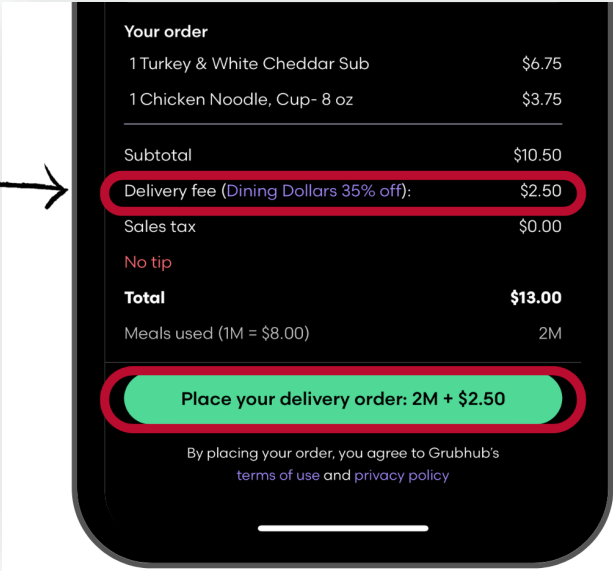 Your order
1 Turkey & White Cheddar Sub $6.75
1 Chicken Noodle, Cup- 8 oz $3.75
Subtotal $10.50
Delivery fee (Dining Dollars 35% off): $2.50
Sales tax $0.00
No tip
Total $13.00
Meals used (1M = $8.00) 2M
Place your delivery order: 2M + $2.50
By placing your order, you agree to Grubhub's
terms of use and privacy policy